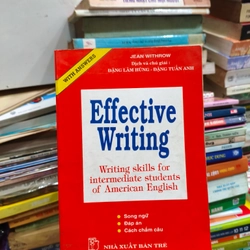 WITH ANSWERS
JEAN WITHROW
Dịch và chú giải :
ĐẶNG LÂM HÙNG - ĐẶNG TUẤN ANH
Effective
Writing
Writing skills for
intermediate students
of American English
• Song ngữ
• Đáp án
• Cách chấm câu
NHÀ XUẤT BẢN TRẺ